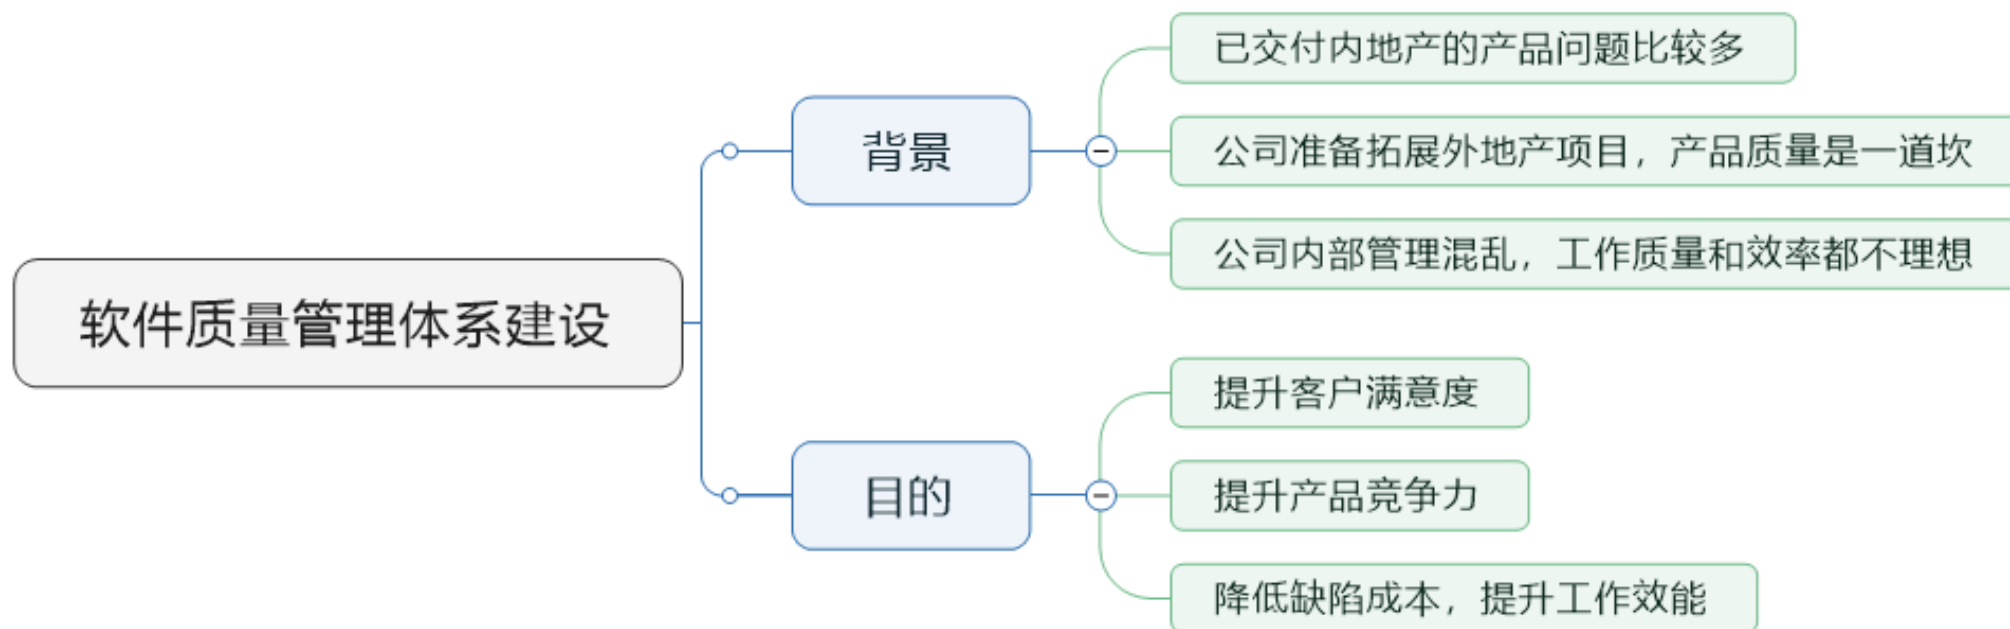 软件质量管理体系建设
背景
已交付内地产的产品问题比较多
公司准备拓展外地产项目，产品质量是一道坎
公司内部管理混乱，工作质量和效率都不理想
目的
提升客户满意度
提升产品竞争力
降低缺陷成本，提升工作效能